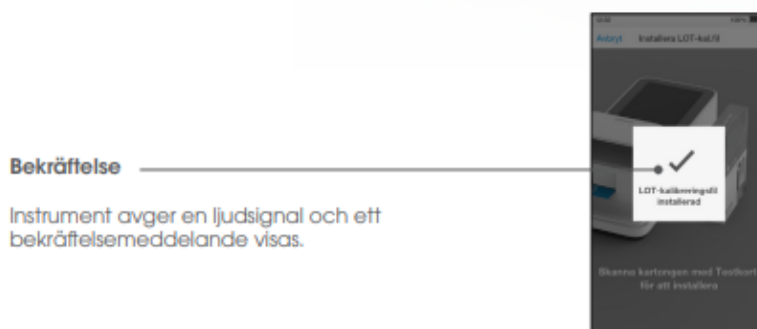 100%
Avbryt Installera LOT-kal.fil
Bekräftelse
LOT-kalibreringsfil
installerad
Instrument avger en ljudsignal och ett
bekräftelsemeddelande visas.
Skanna kartongen med Testkort
för att installera